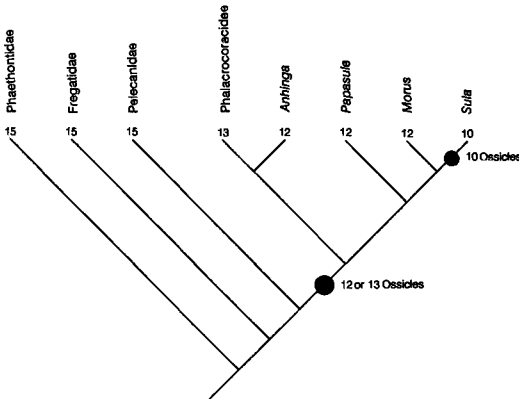 Phaethontidae
Fregatidae
Pelecanidae
Phalacrocoracidae
Anhinga
Papasula
Morus
Sula
15
15
15
13
12
12
12
10
10 Ossicles
12 or 13 Ossicles